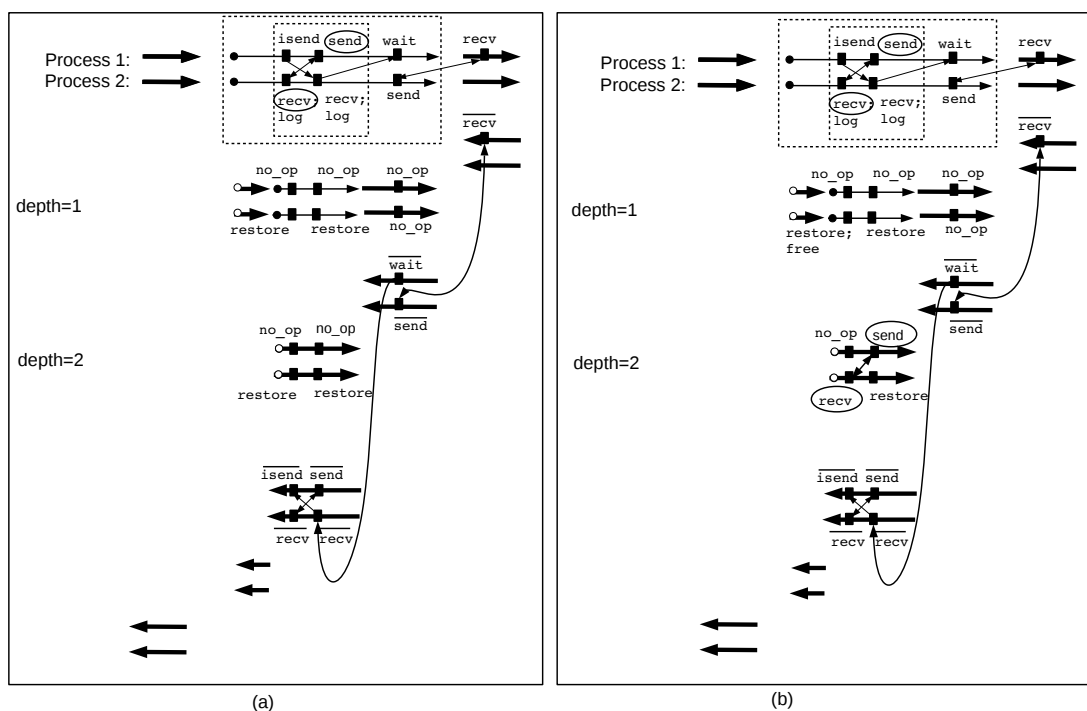 isend send wait recv
Process 1:
Process 2:
recv; recv; send
log log
recv
no_op no_op no_op
depth=1
restore restore no_op
wait
send
no_op no_op
depth=2
restore restore
isend send
recv recv
(a)
isend send wait recv
Process 1:
Process 2:
recv; recv; send
log log
recv
no_op no_op no_op
depth=1
restore; restore no_op
free
wait
send
no_op send
depth=2
recv restore
isend send
recv recv
(b)